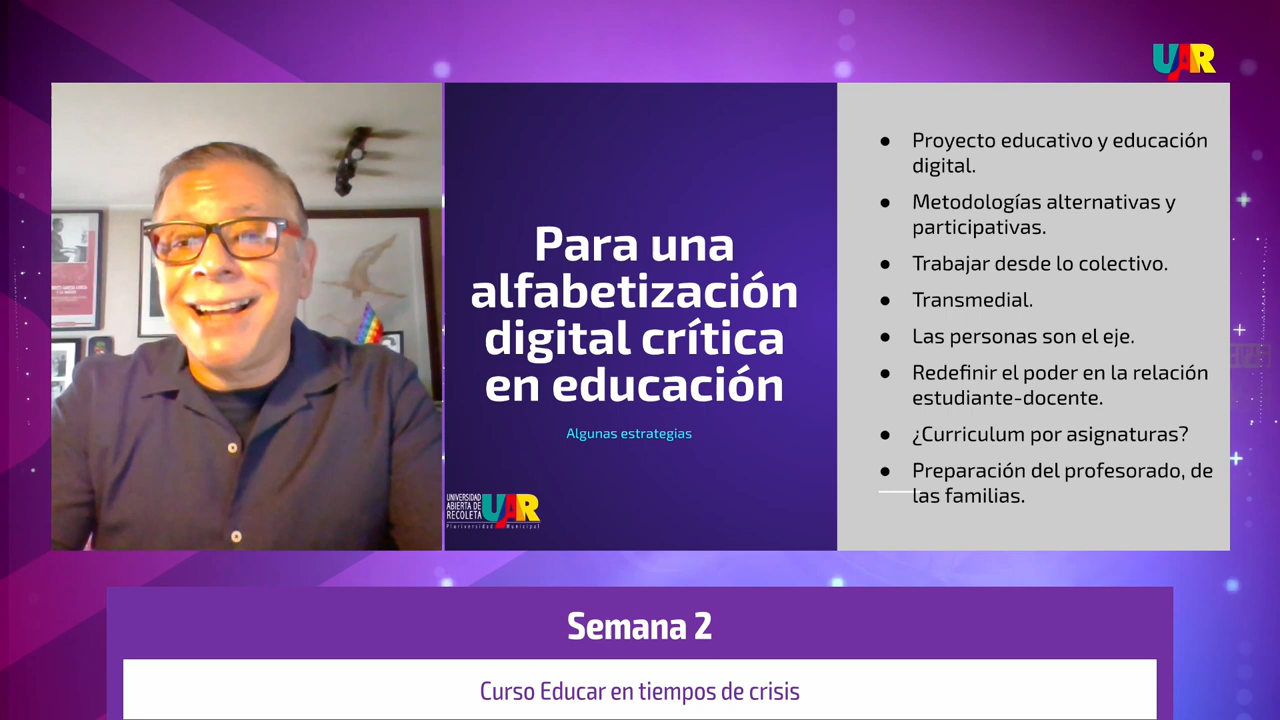 UAR
Para una
alfabetización
digital crítica
en educación
Algunas estrategias
UNIVERSIDAD
ABIERTA DE
RECOLETA
UAR
Pluriversidad Municipal
● Proyecto educativo y educación
digital.
● Metodologías alternativas y
participativas.
● Trabajar desde lo colectivo.
● Transmedial.
● Las personas son el eje.
● Redefinir el poder en la relación
estudiante-docente.
● ¿Curriculum por asignaturas?
● Preparación del profesorado, de
las familias.
Semana 2
Curso Educar en tiempos de crisis